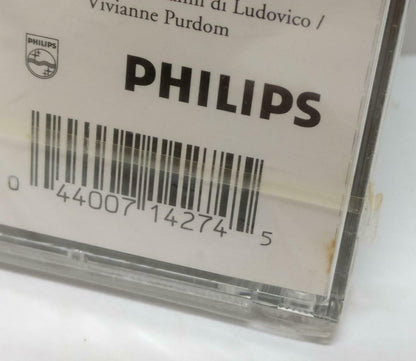 di Ludovico /
Vivianne Purdom
PHILIPS
PHILIPS
0 44007 14274 5